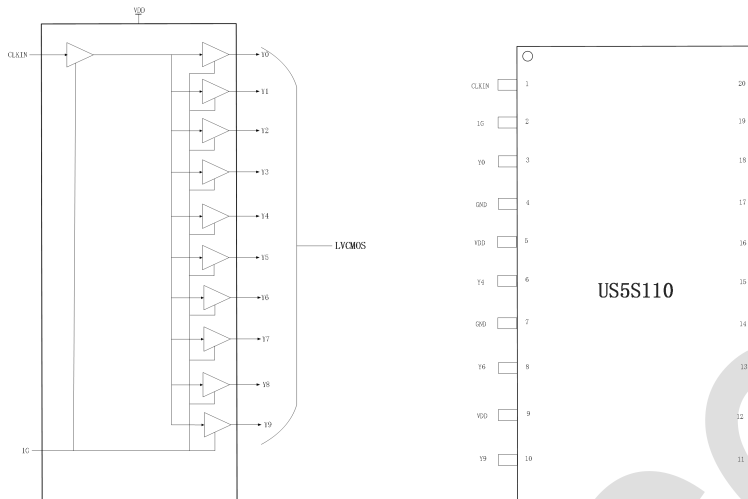 VDD
CLKIN
Y0
Y1
Y2
Y3
Y4
Y5
Y6
Y7
Y8
Y9
1G
LVCMOS
CLKIN 1
1G 2
Y0 3
GND 4
VDD 5
Y4 6
GND 7
Y6 8
VDD 9
Y9 10
US5S110
20
19
18
17
16
15
14
13
12
11